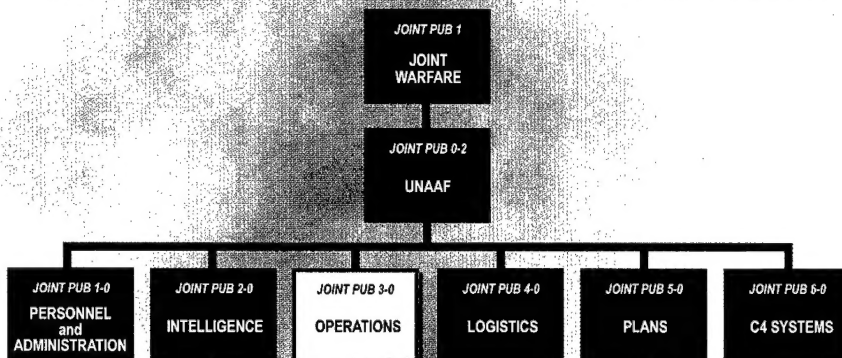 JOINT PUB 1
JOINT
WARFARE
JOINT PUB 0-2
UNAAF
JOINT PUB 1-0
PERSONNEL
and
ADMINISTRATION
JOINT PUB 2-0
INTELLIGENCE
JOINT PUB 3-0
OPERATIONS
JOINT PUB 4-0
LOGISTICS
JOINT PUB 5-0
PLANS
JOINT PUB 6-0
C4 SYSTEMS